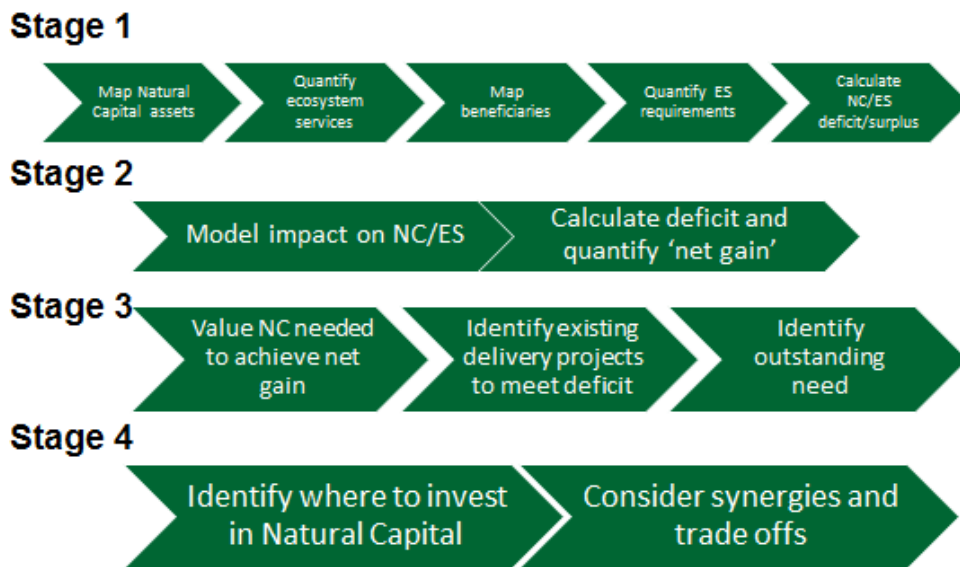 Stage 1
Map Natural
Capital assets
Quantify
ecosystem
services
Map
beneficiaries
Quantify ES
requirements
Calculate
NC/ES
deficit/surplus
Stage 2
Model impact on NC/ES
Calculate deficit and
quantify ‘net gain’
Stage 3
Value NC needed
to achieve net
gain
Identify existing
delivery projects
to meet deficit
Identify
outstanding
need
Stage 4
Identify where to invest
in Natural Capital
Consider synergies and
trade offs